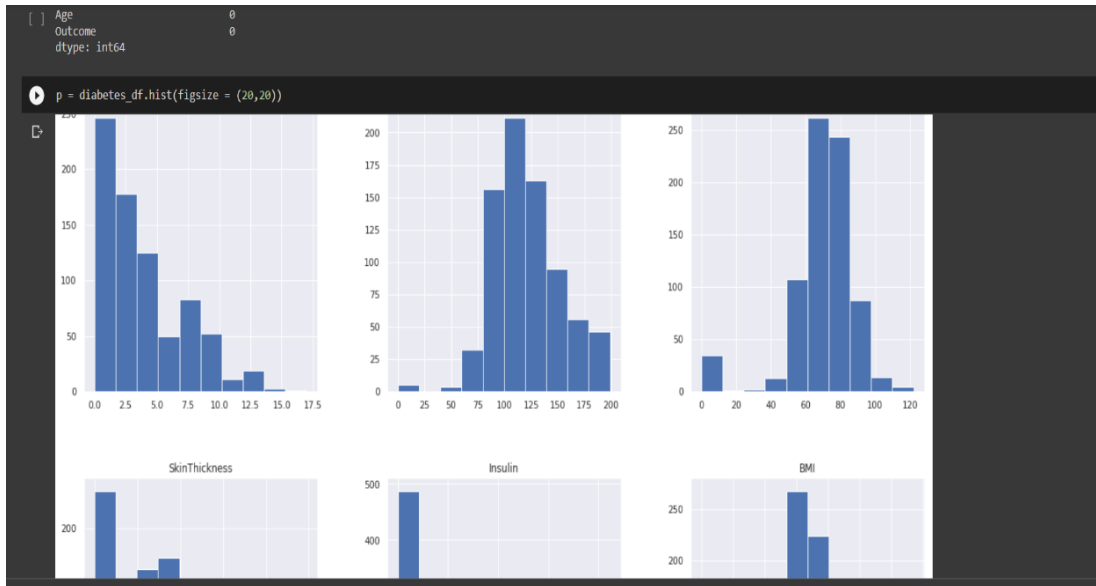 [ ] Age 0
Outcome 0
dtype: int64
p = diabetes_df.hist(figsize = (20,20))
250
200
150
100
50
0
0.0 2.5 5.0 7.5 10.0 12.5 15.0 17.5
200
175
150
125
100
75
50
25
0
0 25 50 75 100 125 150 175 200
250
200
150
100
50
0
0 20 40 60 80 100 120
SkinThickness
200
Insulin
500
400
BMI
250
200